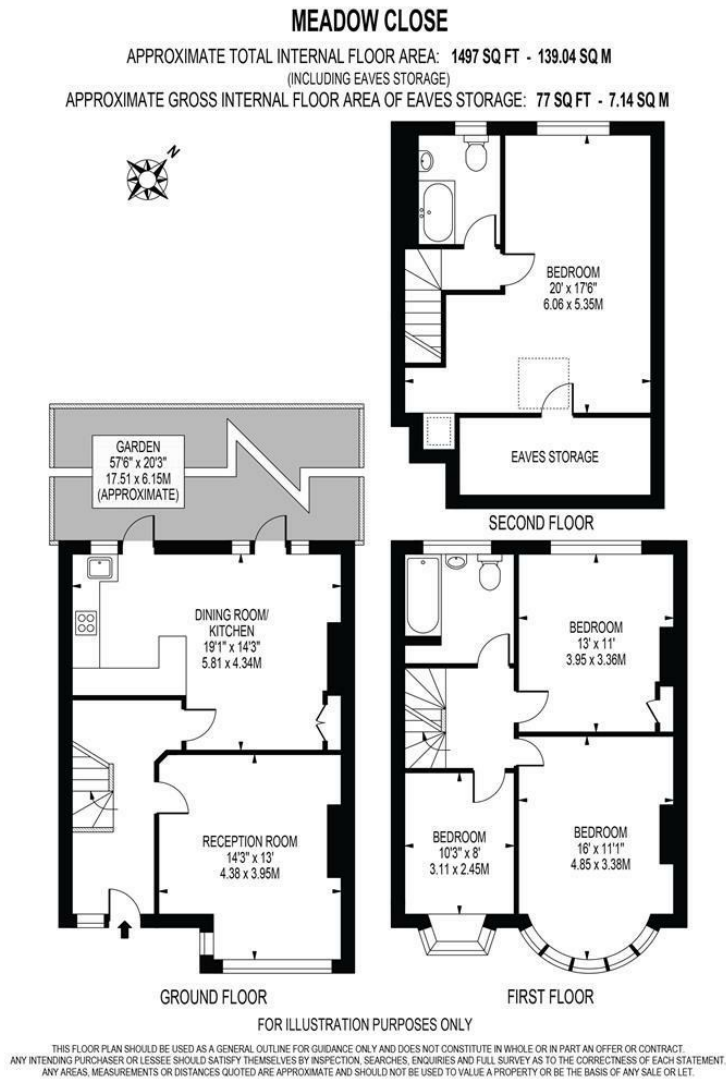 MEADOW CLOSE
APPROXIMATE TOTAL INTERNAL FLOOR AREA: 1497 SQ FT - 139.04 SQ M
(INCLUDING EAVES STORAGE)
APPROXIMATE GROSS INTERNAL FLOOR AREA OF EAVES STORAGE: 77 SQ FT - 7.14 SQ M
N
BEDROOM
20' x 17'6"
6.06 x 5.35M
EAVES STORAGE
SECOND FLOOR
GARDEN
57'6" x 20'3"
17.51 x 6.15M
(APPROXIMATE)
DINING ROOM/
KITCHEN
19'1" x 14'3"
5.81 x 4.34M
RECEPTION ROOM
14'3" x 13'
4.38 x 3.95M
GROUND FLOOR
BEDROOM
13' x 11'
3.95 x 3.36M
BEDROOM
10'3" x 8'
3.11 x 2.45M
BEDROOM
16' x 11'1"
4.85 x 3.38M
FIRST FLOOR
FOR ILLUSTRATION PURPOSES ONLY
THIS FLOOR PLAN SHOULD BE USED AS A GENERAL OUTLINE FOR GUIDANCE ONLY AND DOES NOT CONSTITUTE IN WHOLE OR IN PART AN OFFER OR CONTRACT.
ANY INTENDING PURCHASER OR LESSEE SHOULD SATISFY THEMSELVES BY INSPECTION, SEARCHES, ENQUIRIES AND FULL SURVEY AS TO THE CORRECTNESS OF EACH STATEMENT.
ANY AREAS, MEASUREMENTS OR DISTANCES QUOTED ARE APPROXIMATE AND SHOULD NOT BE USED TO VALUE A PROPERTY OR BE THE BASIS OF ANY SALE OR LET.